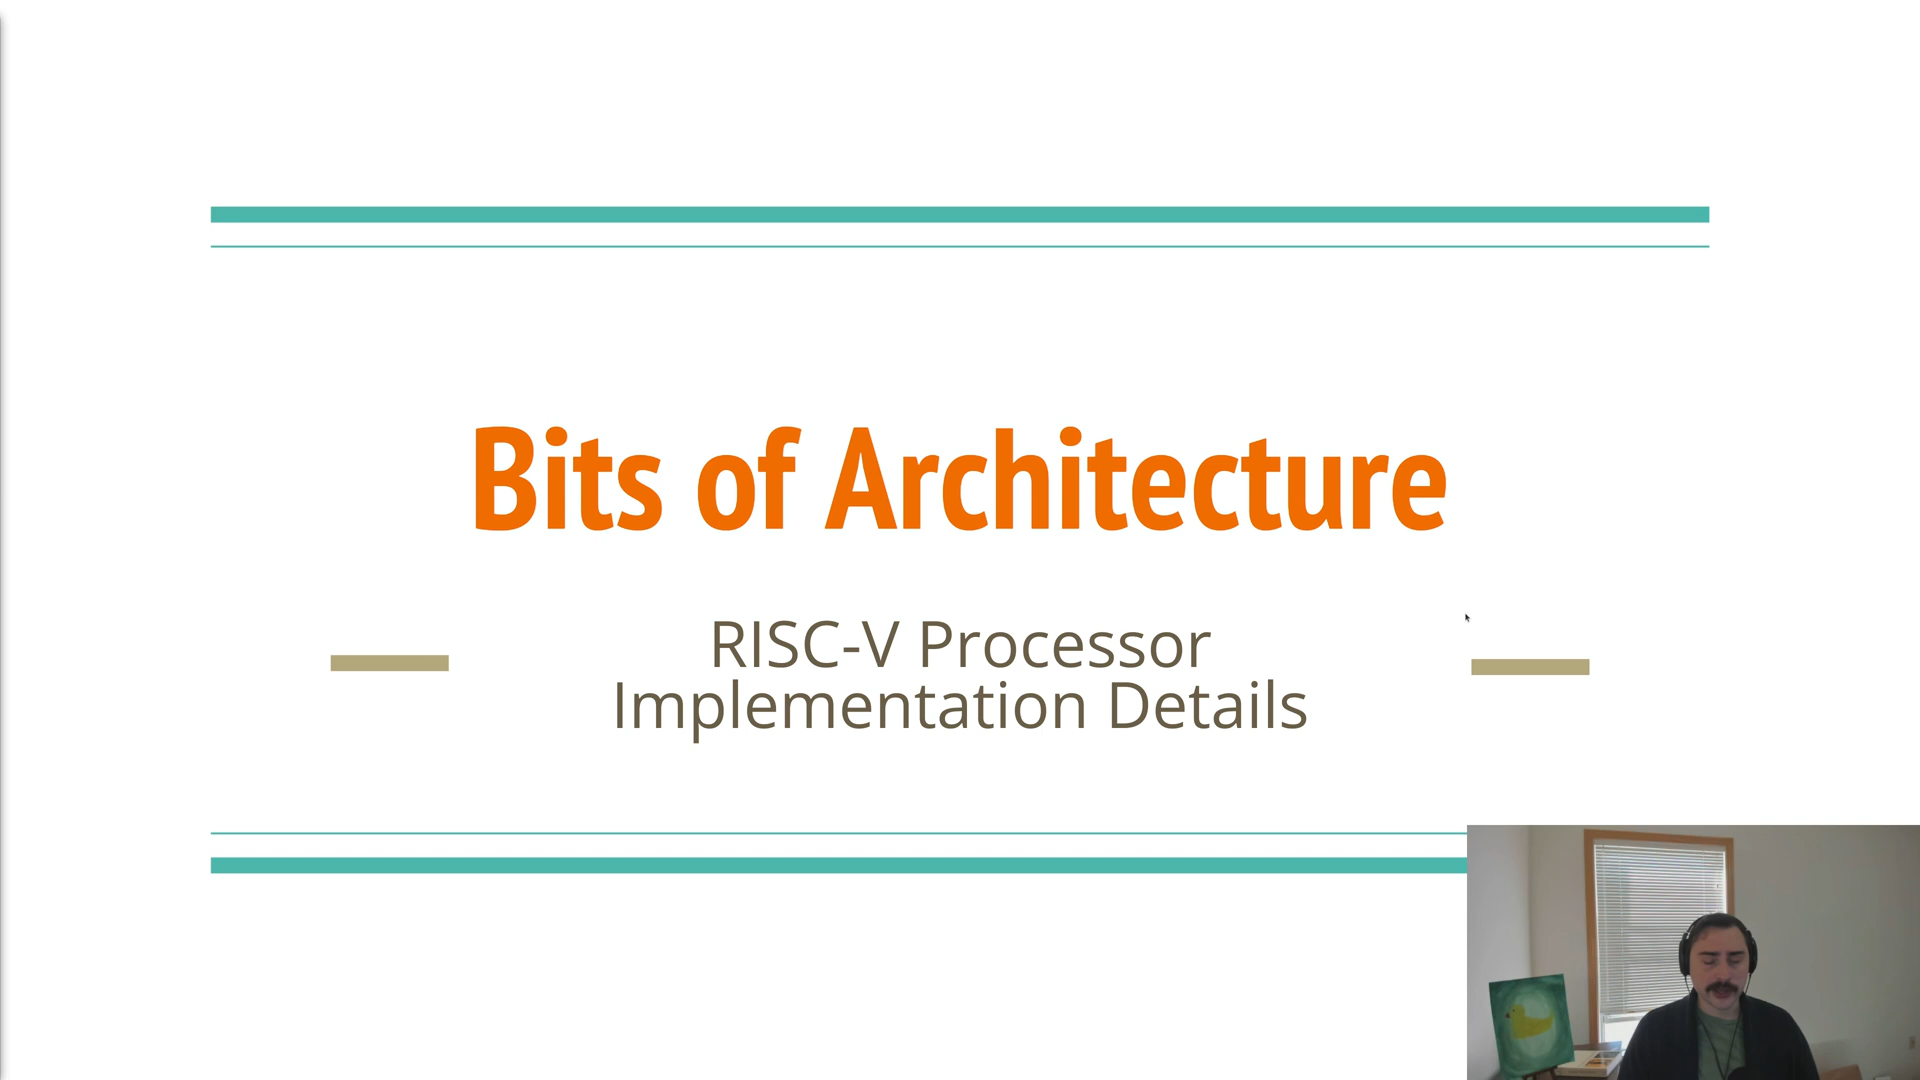 Bits of Architecture
RISC-V Processor
Implementation Details